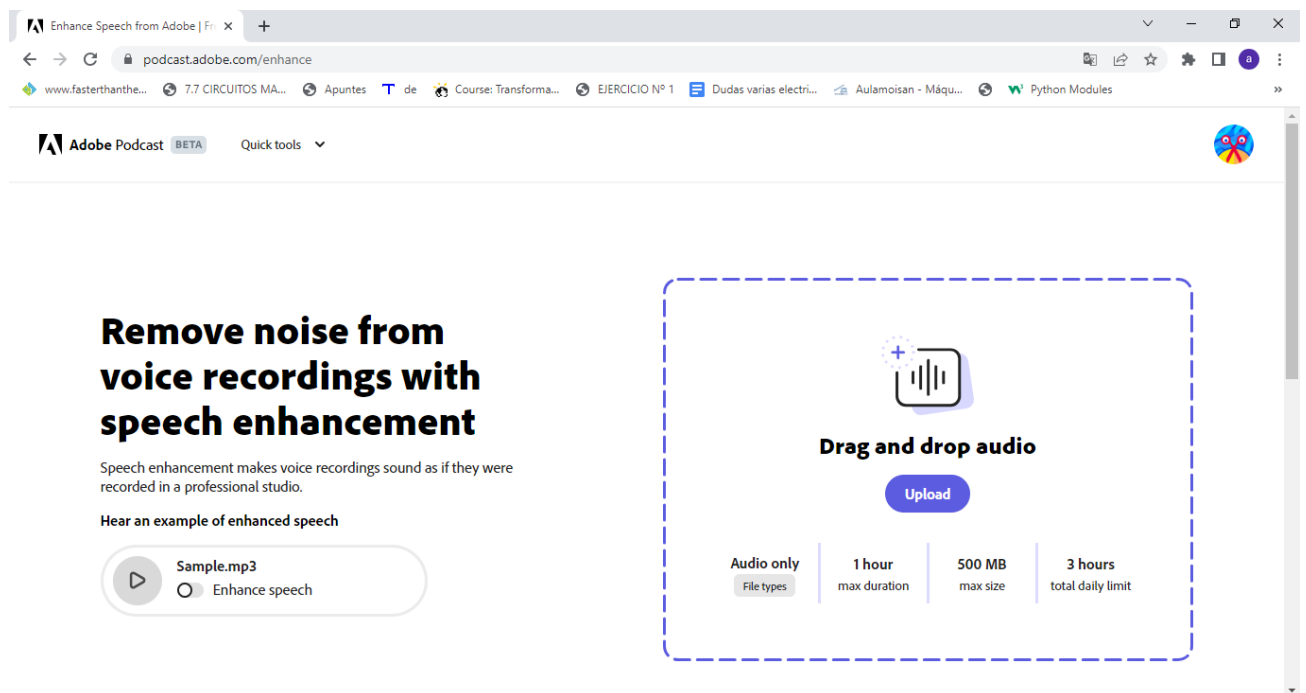 Enhance Speech from Adobe | Fr
podcast.adobe.com/enhance
a
www.fasterthanthe...
7.7 CIRCUITOS MA...
Apuntes
de
Course: Transforma...
EJERCICIO Nº 1
Dudas varias electri...
Aulamoisan - Máqu...
Python Modules
»
Adobe Podcast BETA
Quick tools
Remove noise from
voice recordings with
speech enhancement
Speech enhancement makes voice recordings sound as if they were
recorded in a professional studio.
Hear an example of enhanced speech
Sample.mp3
Enhance speech
Drag and drop audio
Upload
Audio only
File types
1 hour
max duration
500 MB
max size
3 hours
total daily limit